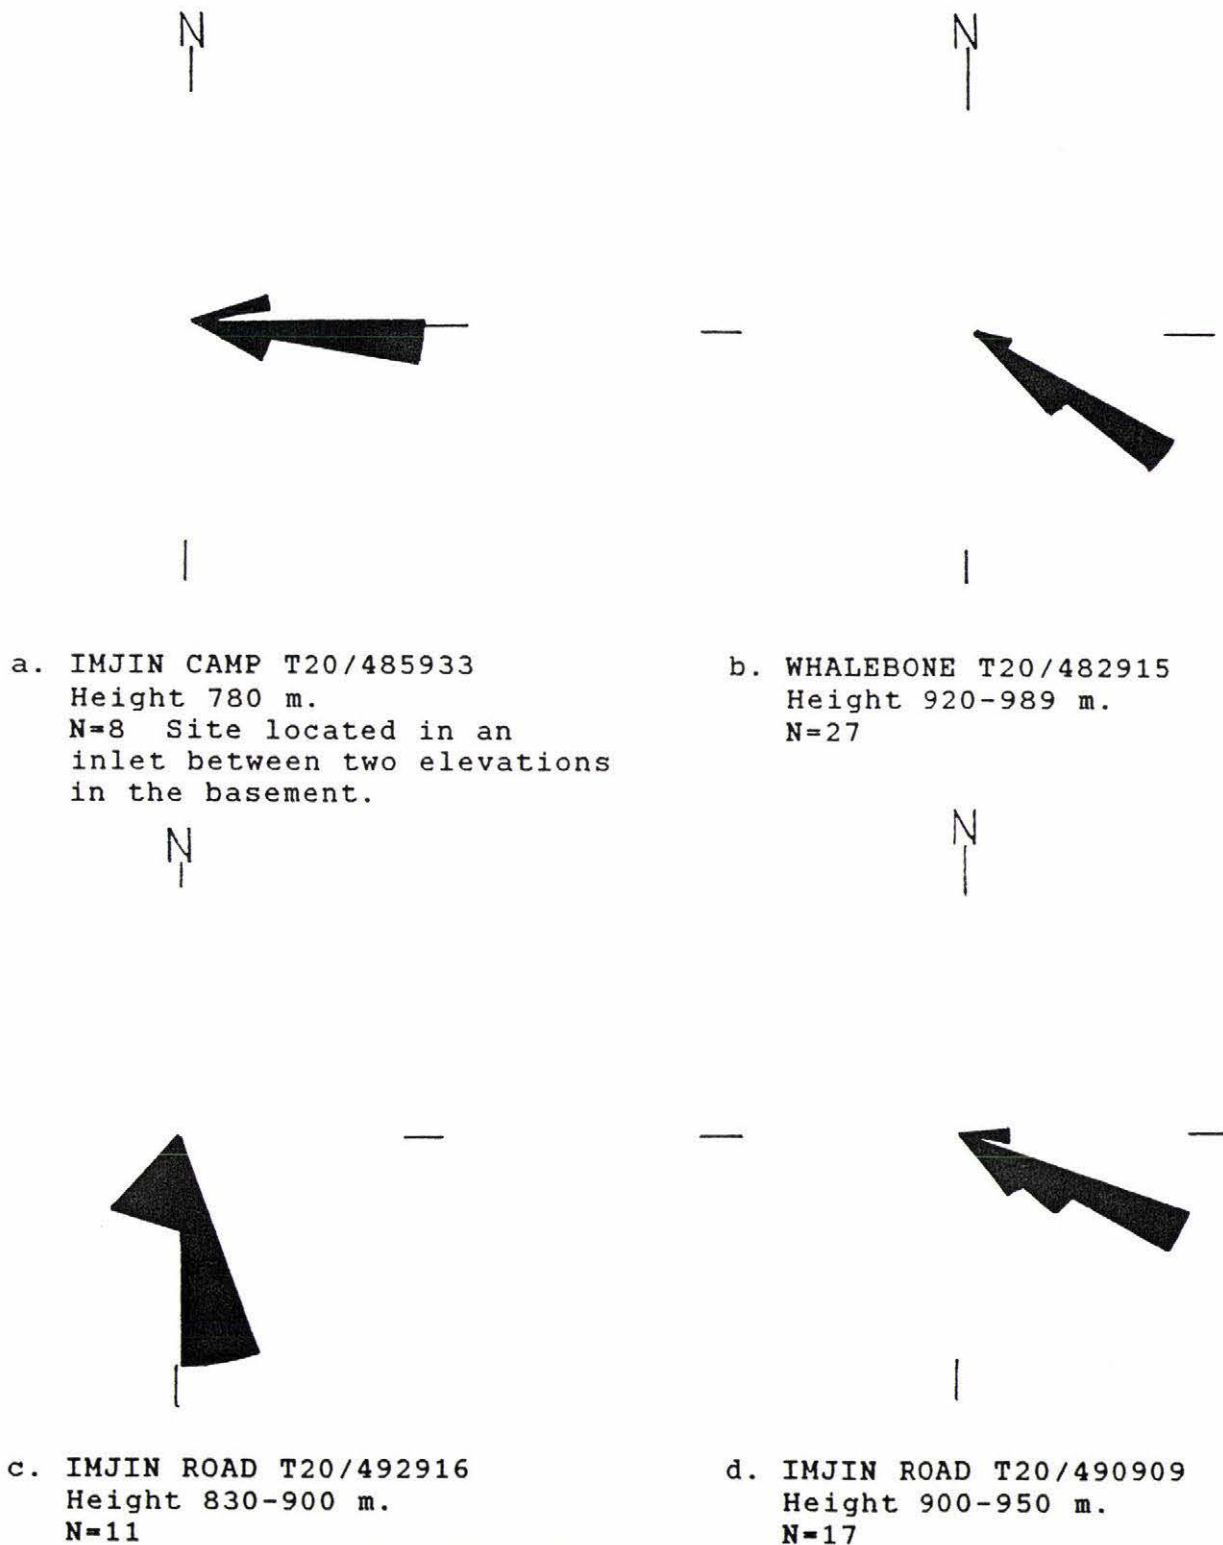 N
N
a. IMJIN CAMP T20/485933
Height 780 m.
N=8 Site located in an
inlet between two elevations
in the basement.
b. WHALEBONE T20/482915
Height 920-989 m.
N=27
N
N
c. IMJIN ROAD T20/492916
Height 830-900 m.
N=11
d. IMJIN ROAD T20/490909
Height 900-950 m.
N=17